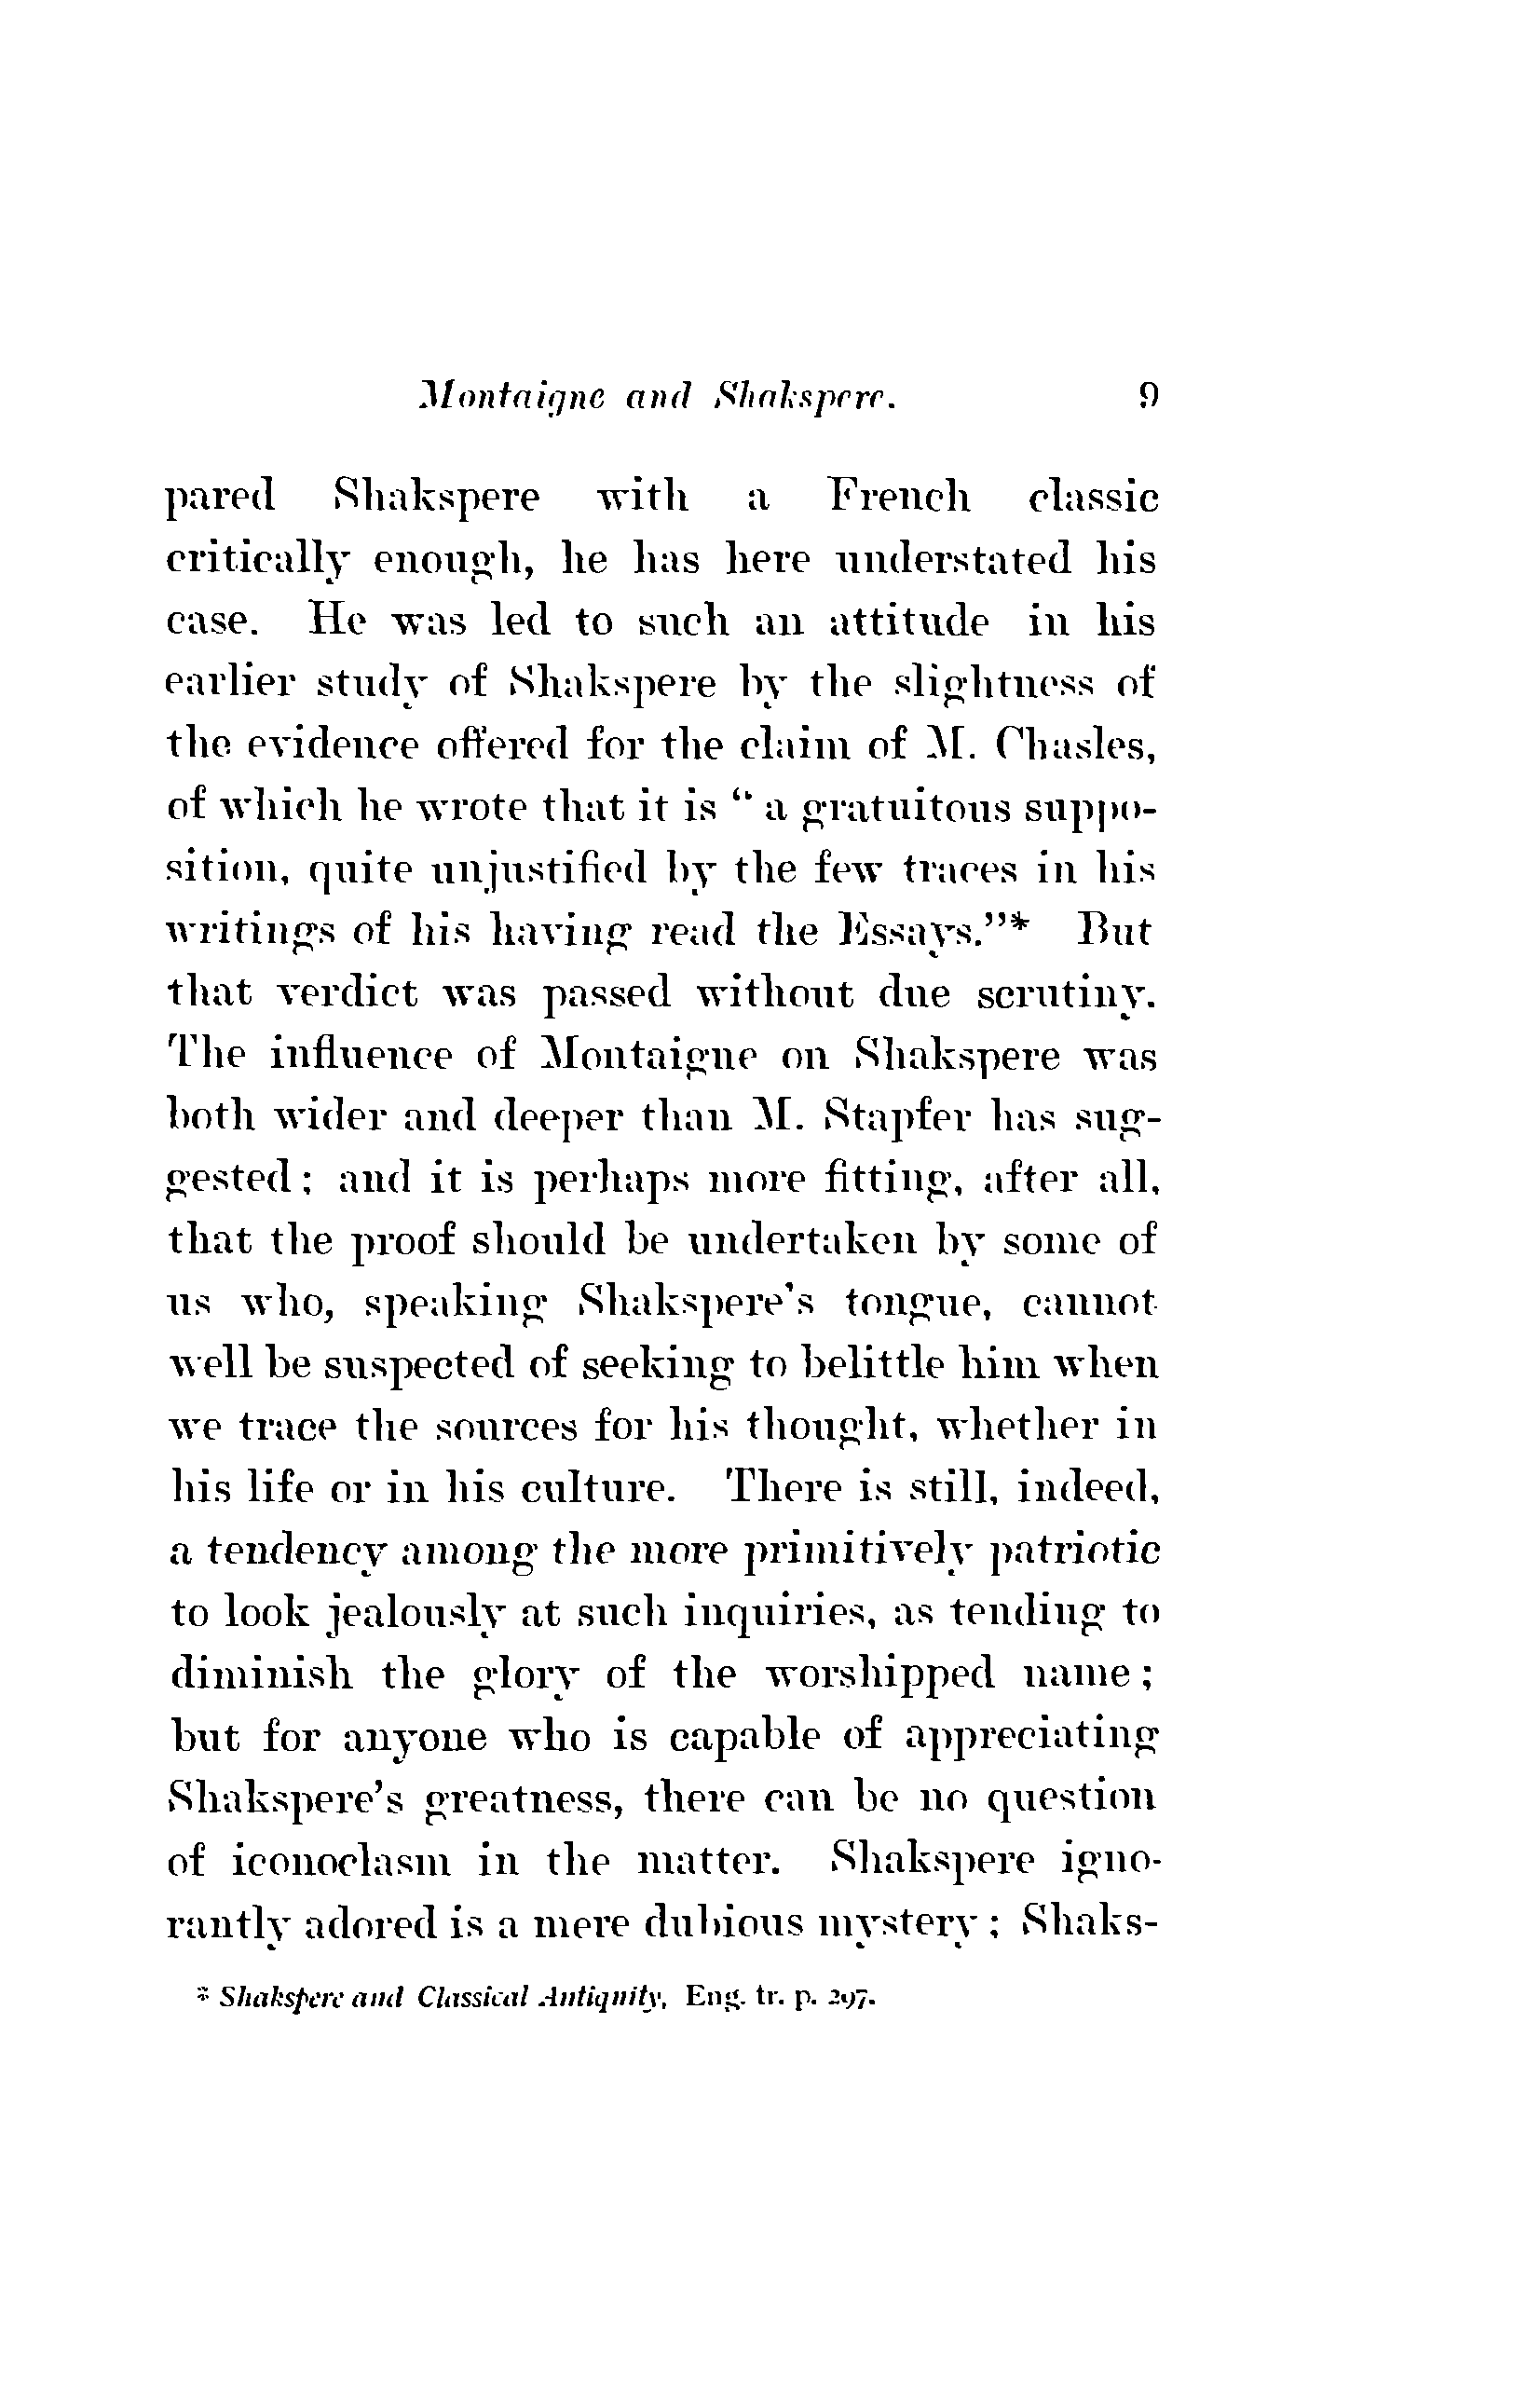 Montaigne and Shakspere. 9
pared Shakspere with a French classic
critically enough, he has here understated his
case. He was led to such an attitude in his
earlier study of Shakspere by the slightness of
the evidence offered for the claim of M. Chasles,
of which he wrote that it is “ a gratuitous suppo-
sition, quite unjustified by the few traces in his
writings of his having read the Essays.”* But
that verdict was passed without due scrutiny.
The influence of Montaigne on Shakspere was
both wider and deeper than M. Stapfer has sug-
gested; and it is perhaps more fitting, after all,
that the proof should be undertaken by some of
us who, speaking Shakspere's tongue, cannot
well be suspected of seeking to belittle him when
we trace the sources for his thought, whether in
his life or in his culture. There is still, indeed,
a tendency among the more primitively patriotic
to look jealously at such inquiries, as tending to
diminish the glory of the worshipped name;
but for anyone who is capable of appreciating
Shakspere's greatness, there can be no question
of iconoclasm in the matter. Shakspere igno-
rantly adored is a mere dubious mystery; Shaks-
* Shakspere and Classical Antiquity, Eng. tr. p. 297.